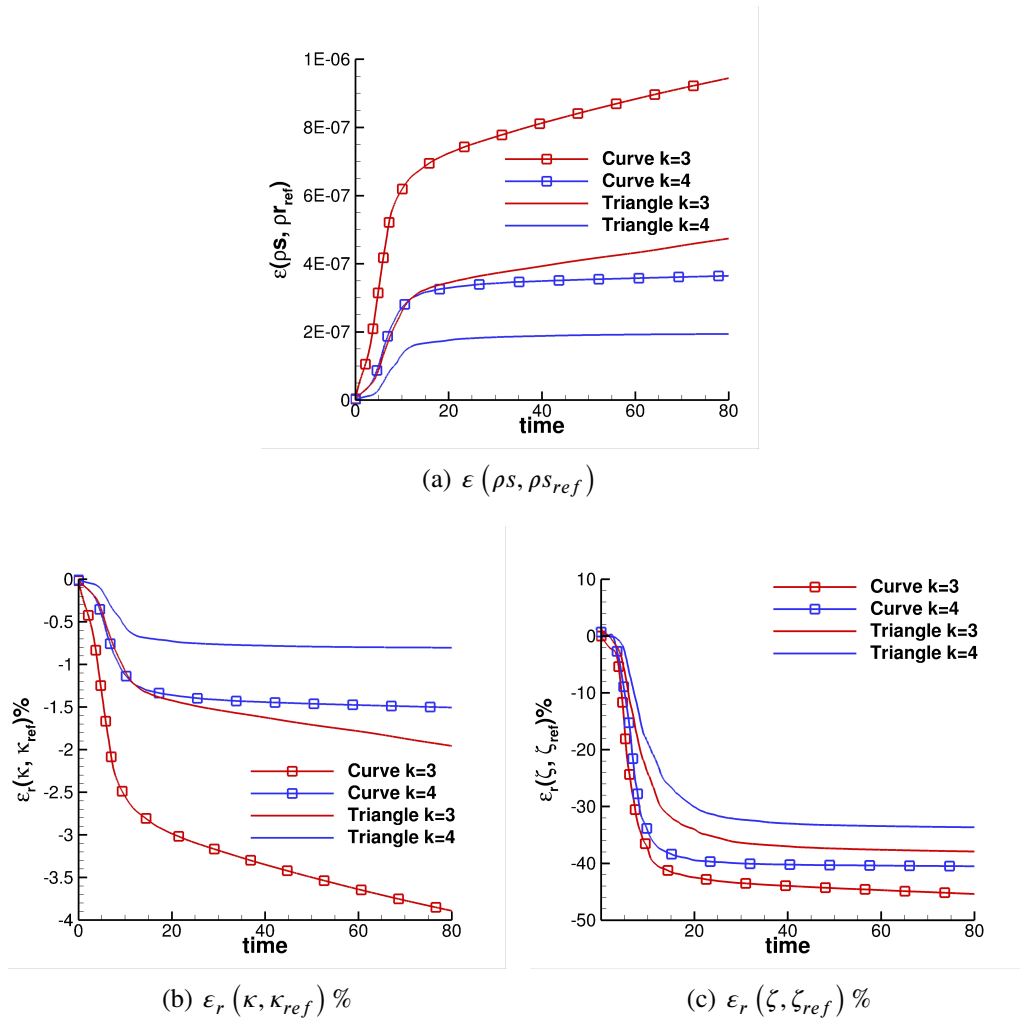 1E-06
8E-07
6E-07
4E-07
2E-07
0
ε(ρs, ρr_ref)
Curve k=3
Curve k=4
Triangle k=3
Triangle k=4
0 20 40 60 80
time
(a) ε (ρs, ρs_ref)
0
-0.5
-1
-1.5
-2
-2.5
-3
-3.5
-4
ε_r(κ, κ_ref)%
Curve k=3
Curve k=4
Triangle k=3
Triangle k=4
0 20 40 60 80
time
10
0
-10
-20
-30
-40
-50
ε_r(ζ, ζ_ref)%
Curve k=3
Curve k=4
Triangle k=3
Triangle k=4
20 40 60 80
time
(b) ε_r (κ, κ_ref) %
(c) ε_r (ζ, ζ_ref) %